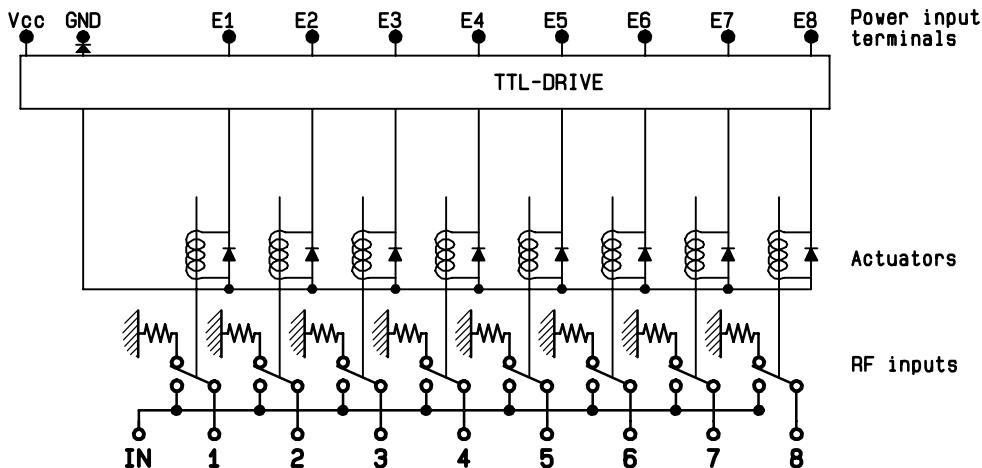 Vcc GND E1 E2 E3 E4 E5 E6 E7 E8 Power input
terminals
TTL-DRIVE
Actuators
RF inputs
IN 1 2 3 4 5 6 7 8